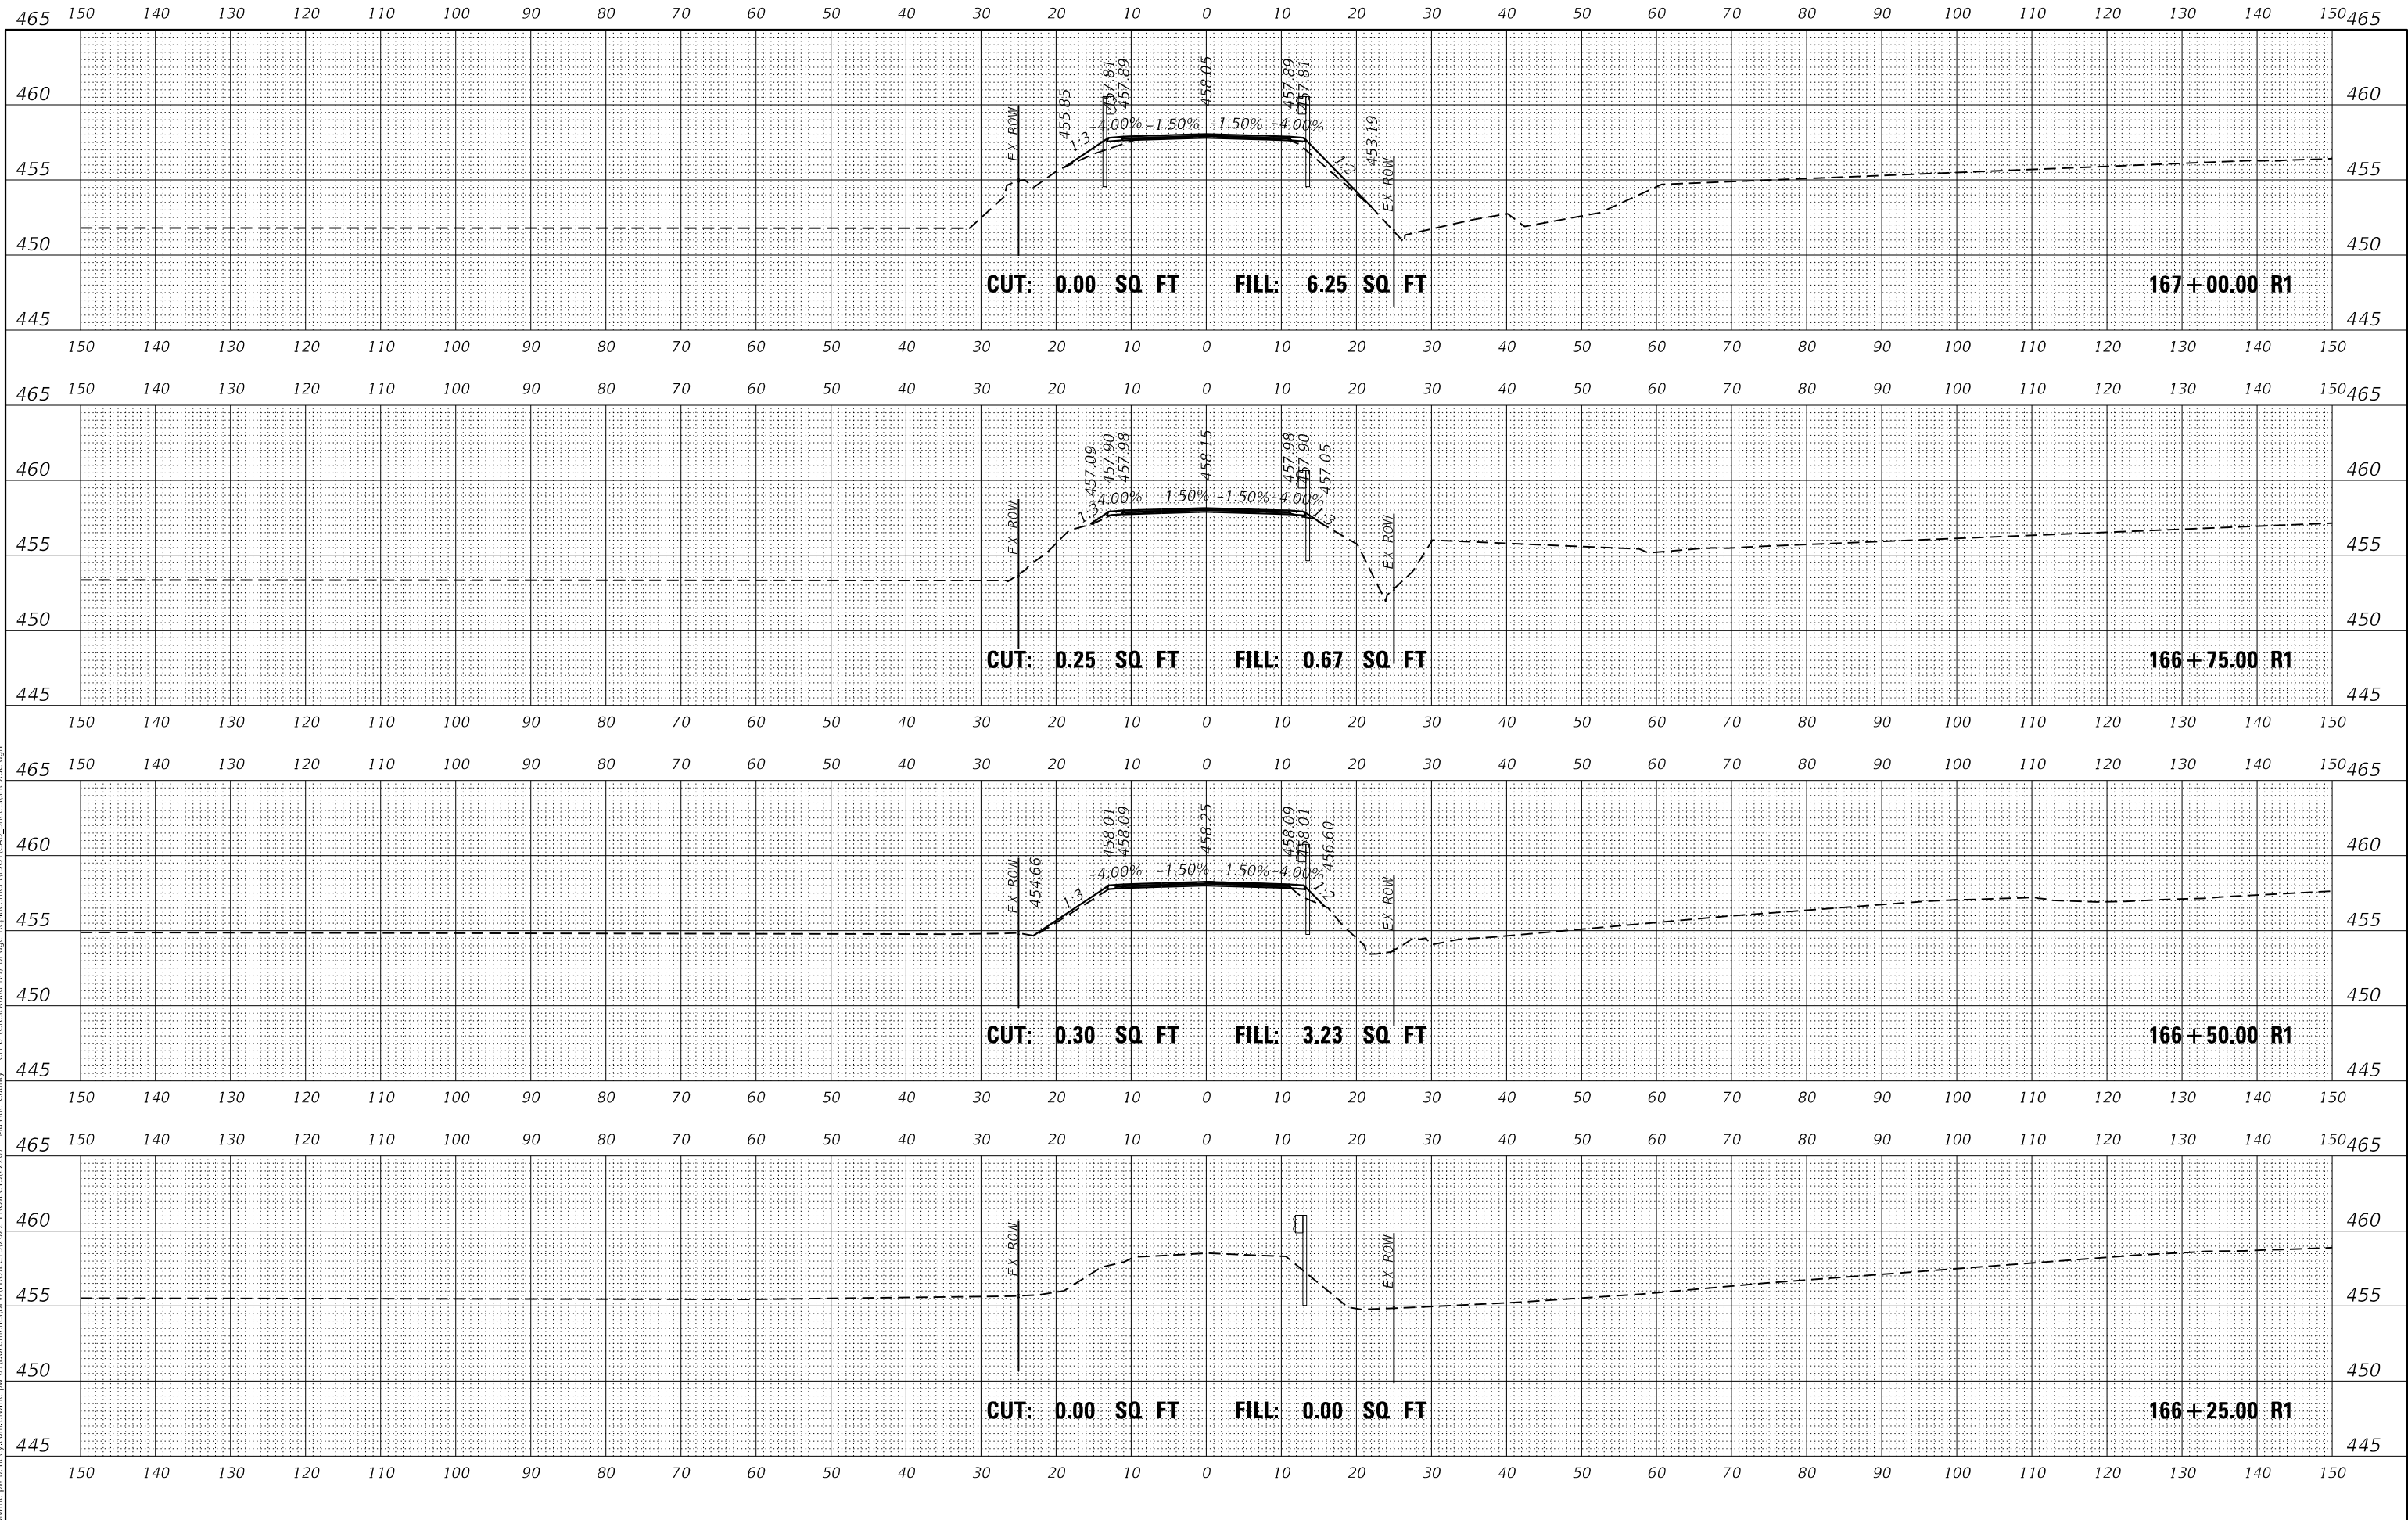 465 150 140 130 120 110 100 90 80 70 60 50 40 30 20 10 0 10 20 30 40 50 60 70 80 90 100 110 120 130 140 150 465
457.81 457.89 458.05 457.89 457.81
460 455.85 460
EX ROW 1:3 -4.00% -1.50% -1.50% -4.00% 1:2 453.19
455 EX ROW 455
450 450
CUT: 0.00 SQ FT FILL: 6.25 SQ FT 167+00.00 R1
445 445
150 140 130 120 110 100 90 80 70 60 50 40 30 20 10 0 10 20 30 40 50 60 70 80 90 100 110 120 130 140 150
465 150 140 130 120 110 100 90 80 70 60 50 40 30 20 10 0 10 20 30 40 50 60 70 80 90 100 110 120 130 140 150 465
457.09 457.90 457.98 458.15 457.98 457.90 457.05
460 460
EX ROW 1:3 -4.00% -1.50% -1.50% -4.00% 1:3 EX ROW
455 455
450 450
CUT: 0.25 SQ FT FILL: 0.67 SQ FT 166+75.00 R1
445 445
150 140 130 120 110 100 90 80 70 60 50 40 30 20 10 0 10 20 30 40 50 60 70 80 90 100 110 120 130 140 150
465 150 140 130 120 110 100 90 80 70 60 50 40 30 20 10 0 10 20 30 40 50 60 70 80 90 100 110 120 130 140 150 465
458.01 458.09 458.25 458.09 458.01 456.60
460 460
EX ROW 454.66 1:3 -4.00% -1.50% -1.50% -4.00% 1:2 EX ROW
455 455
450 450
CUT: 0.30 SQ FT FILL: 3.23 SQ FT 166+50.00 R1
445 445
150 140 130 120 110 100 90 80 70 60 50 40 30 20 10 0 10 20 30 40 50 60 70 80 90 100 110 120 130 140 150
465 150 140 130 120 110 100 90 80 70 60 50 40 30 20 10 0 10 20 30 40 50 60 70 80 90 100 110 120 130 140 150 465
460 460
EX ROW EX ROW
455 455
450 450
CUT: 0.00 SQ FT FILL: 0.00 SQ FT 166+25.00 R1
445 445
150 140 130 120 110 100 90 80 70 60 50 40 30 20 10 0 10 20 30 40 50 60 70 80 90 100 110 120 130 140 150